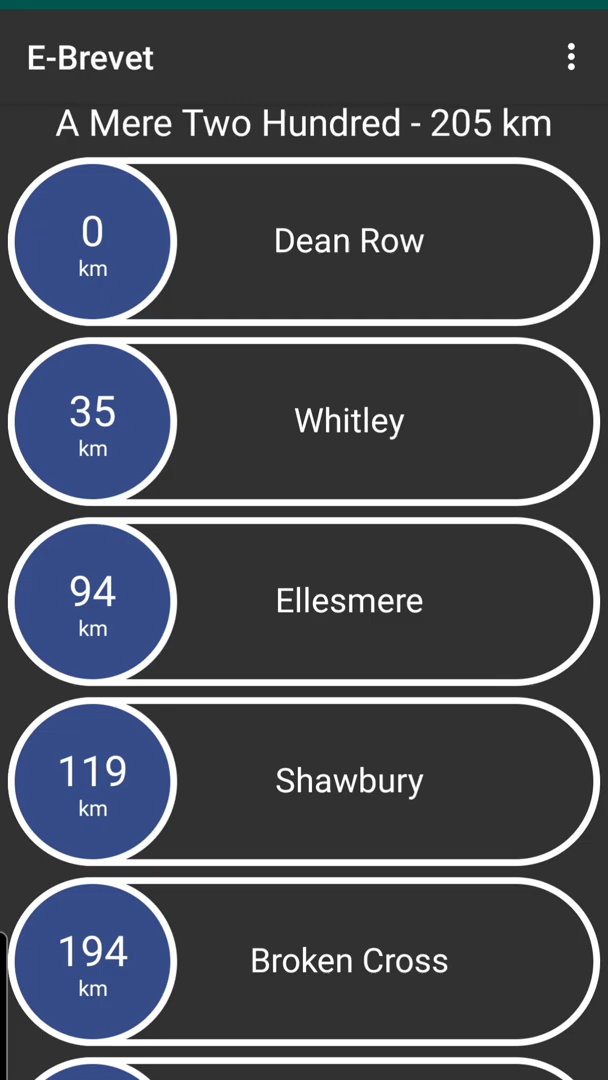 E-Brevet
A Mere Two Hundred - 205 km
0
km
Dean Row
35
km
Whitley
94
km
Ellesmere
119
km
Shawbury
194
km
Broken Cross